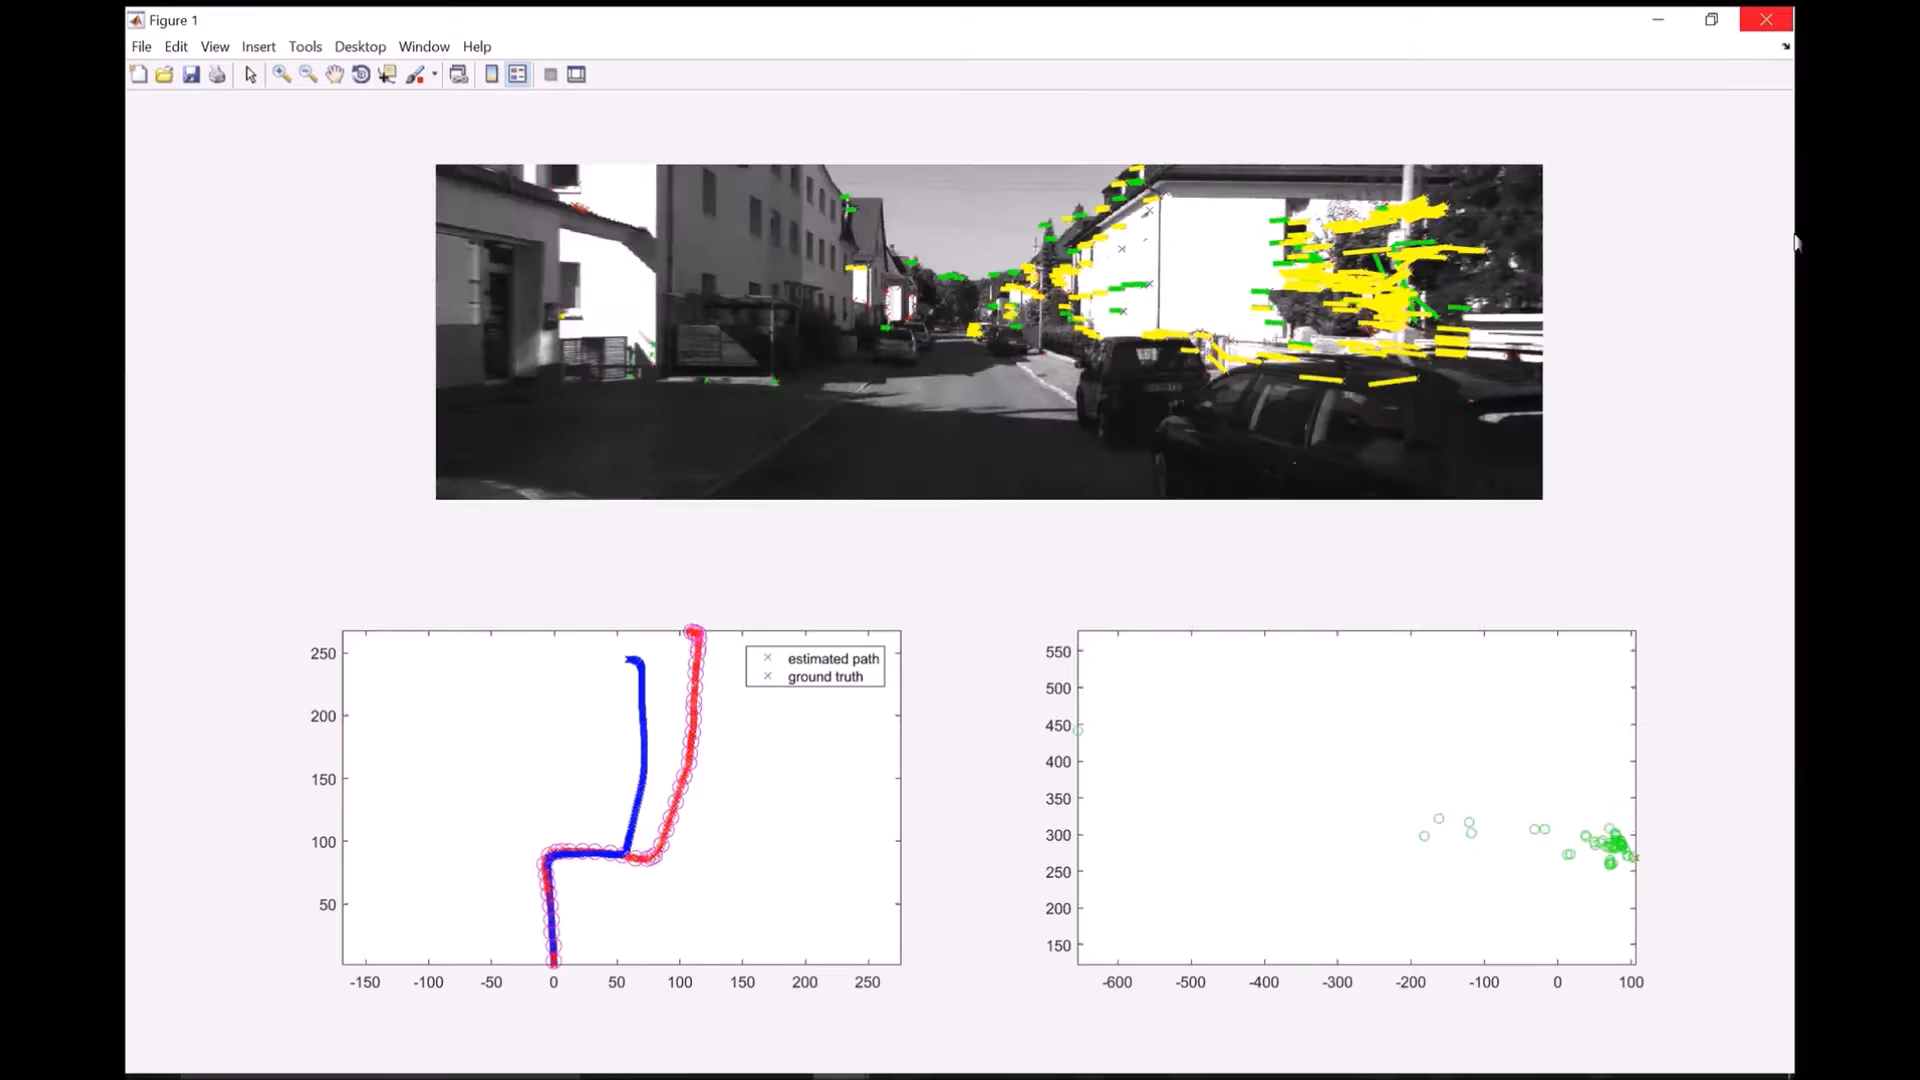 Figure 1
File Edit View Insert Tools Desktop Window Help
estimated path
ground truth
250
200
150
100
50
-150 -100 -50 0 50 100 150 200 250
550
500
450
400
350
300
250
200
150
-600 -500 -400 -300 -200 -100 0 100